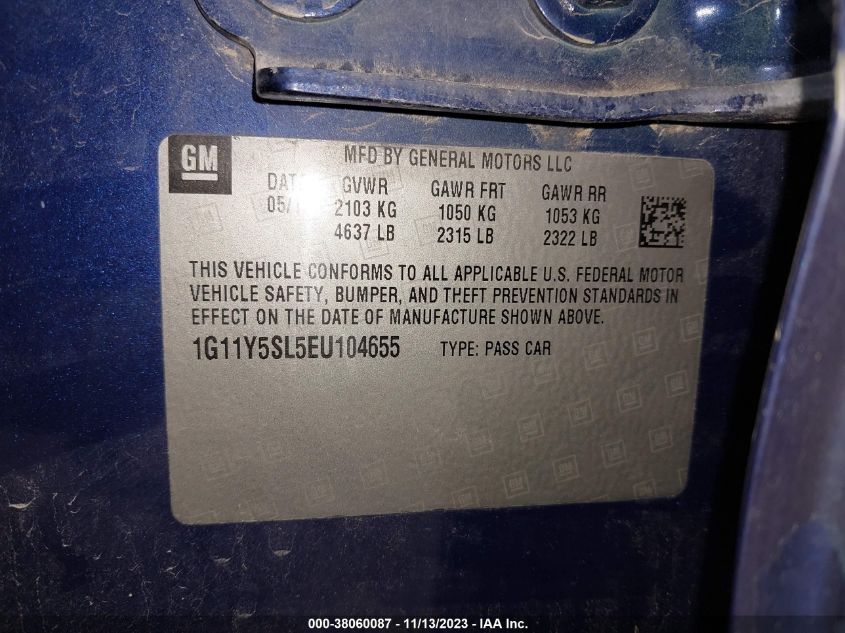 GM
MFD BY GENERAL MOTORS LLC
GVWR GAWR FRT GAWR RR
2103 KG 1050 KG 1053 KG
4637 LB 2315 LB 2322 LB
THIS VEHICLE CONFORMS TO ALL APPLICABLE U.S. FEDERAL MOTOR
VEHICLE SAFETY, BUMPER, AND THEFT PREVENTION STANDARDS IN
EFFECT ON THE DATE OF MANUFACTURE SHOWN ABOVE.
1G11Y5SL5EU104655 TYPE: PASS CAR
000-38060087 - 11/13/2023 - IAA Inc.